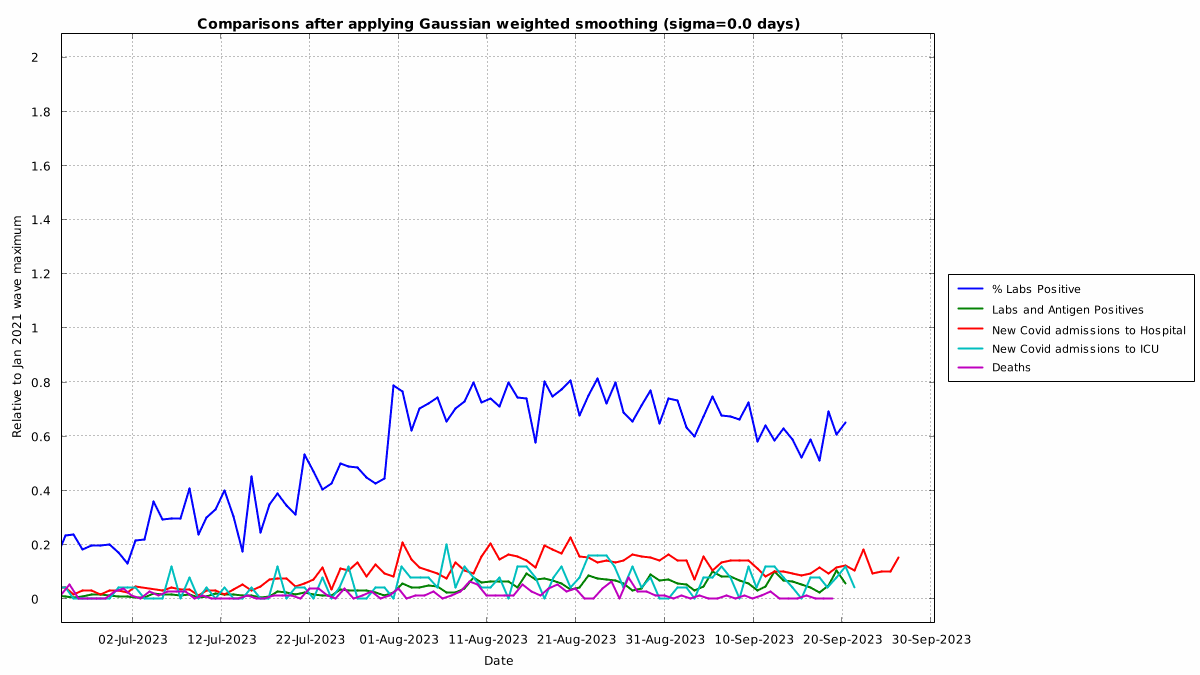 Comparisons after applying Gaussian weighted smoothing (sigma=0.0 days)
Relative to Jan 2021 wave maximum
2
1.8
1.6
1.4
1.2
1
0.8
0.6
0.4
0.2
0
02-Jul-2023 12-Jul-2023 22-Jul-2023 01-Aug-2023 11-Aug-2023 21-Aug-2023 31-Aug-2023 10-Sep-2023 20-Sep-2023 30-Sep-2023
Date
% Labs Positive
Labs and Antigen Positives
New Covid admissions to Hospital
New Covid admissions to ICU
Deaths